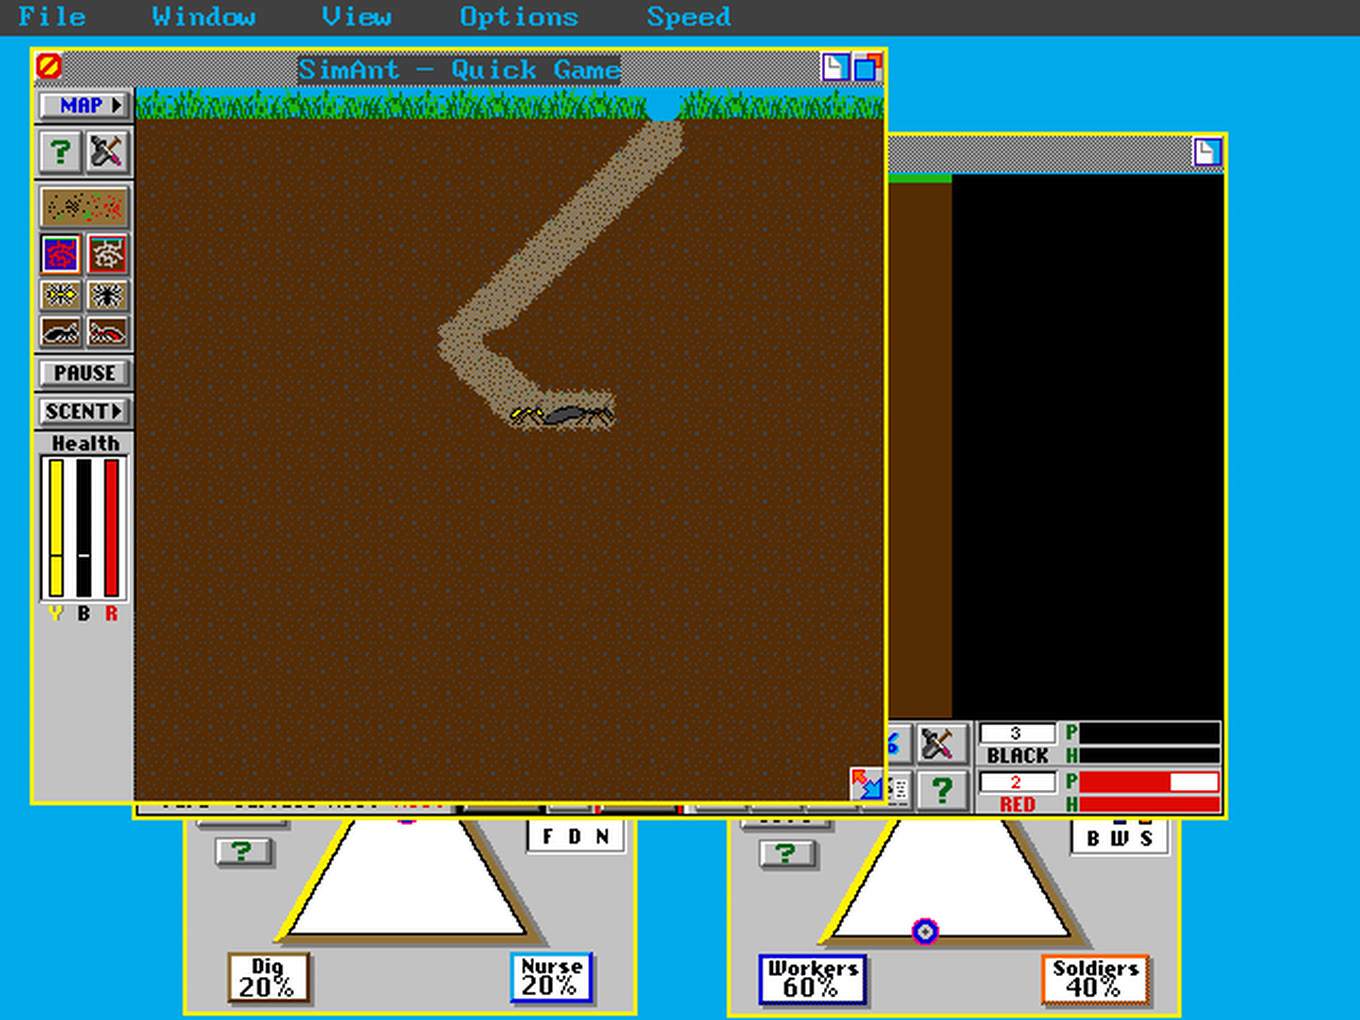 File Window View Options Speed
SimAnt - Quick Game
MAP
?
PAUSE
SCENT
Health
Y B R
3
BLACK
P
H
2
RED
P
H
?
?
F D N
?
B W S
Dig
20%
Nurse
20%
Workers
60%
Soldiers
40%